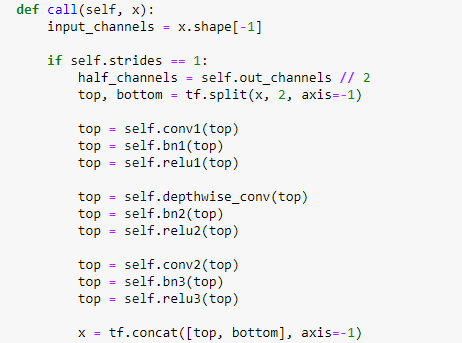 def call(self, x):
    input_channels = x.shape[-1]

    if self.strides == 1:
        half_channels = self.out_channels // 2
        top, bottom = tf.split(x, 2, axis=-1)

        top = self.conv1(top)
        top = self.bn1(top)
        top = self.relu1(top)

        top = self.depthwise_conv(top)
        top = self.bn2(top)
        top = self.relu2(top)

        top = self.conv2(top)
        top = self.bn3(top)
        top = self.relu3(top)

        x = tf.concat([top, bottom], axis=-1)